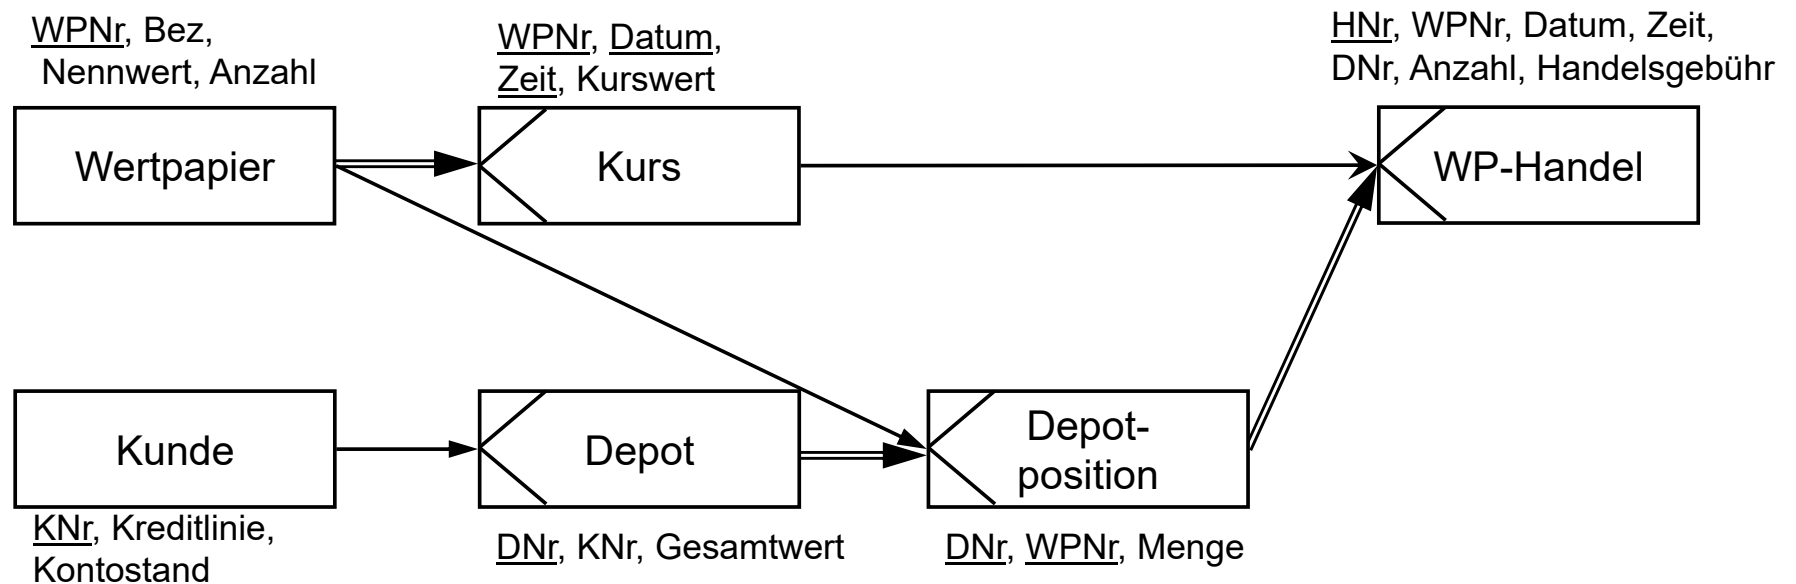 WPNr, Bez,
Nennwert, Anzahl
WPNr, Datum,
Zeit, Kurswert
HNr, WPNr, Datum, Zeit,
DNr, Anzahl, Handelsgebühr
Wertpapier
Kurs
WP-Handel
Kunde
Depot
Depot-
position
KNr, Kreditlinie,
Kontostand
DNr, KNr, Gesamtwert
DNr, WPNr, Menge